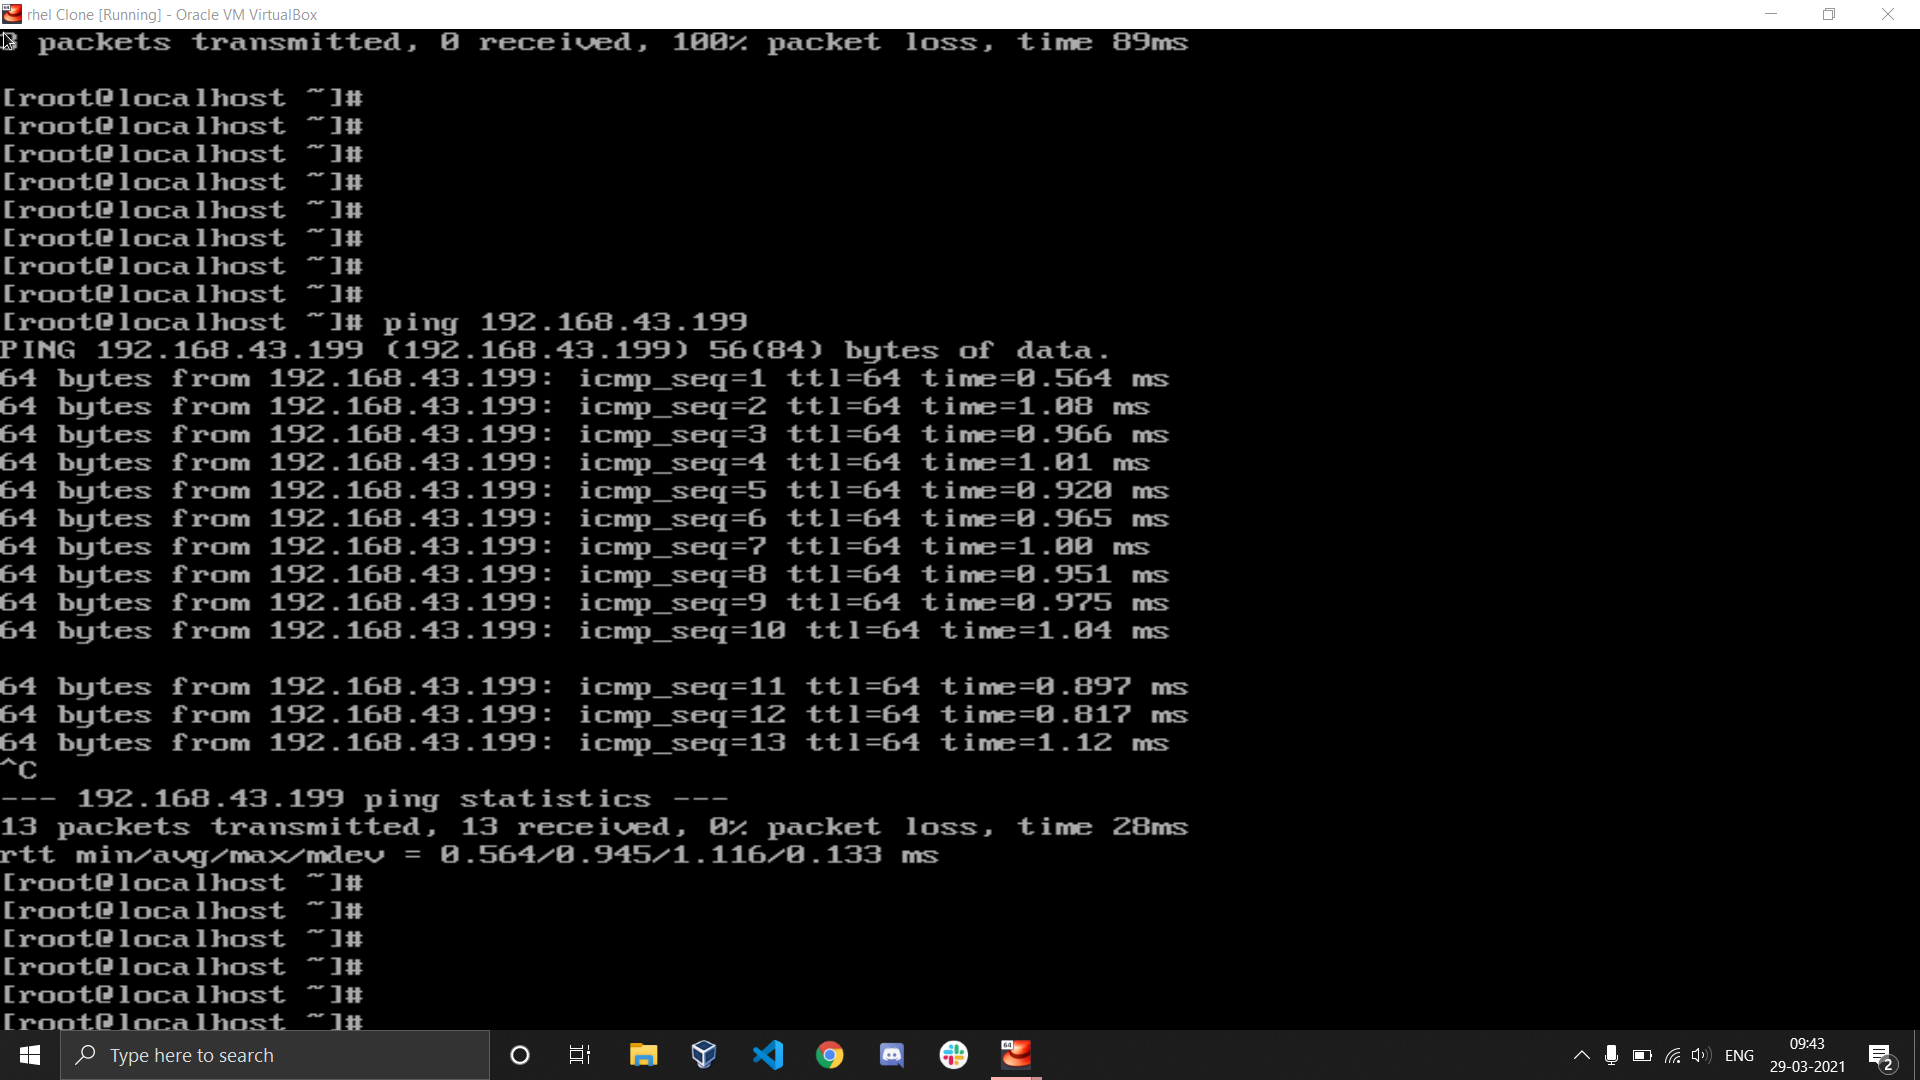 rhel Clone [Running] - Oracle VM VirtualBox
packets transmitted, 0 received, 100% packet loss, time 89ms
[root@localhost ~]#
[root@localhost ~]#
[root@localhost ~]#
[root@localhost ~]#
[root@localhost ~]#
[root@localhost ~]#
[root@localhost ~]#
[root@localhost ~]#
[root@localhost ~]# ping 192.168.43.199
PING 192.168.43.199 (192.168.43.199) 56(84) bytes of data.
64 bytes from 192.168.43.199: icmp_seq=1 ttl=64 time=0.564 ms
64 bytes from 192.168.43.199: icmp_seq=2 ttl=64 time=1.08 ms
64 bytes from 192.168.43.199: icmp_seq=3 ttl=64 time=0.966 ms
64 bytes from 192.168.43.199: icmp_seq=4 ttl=64 time=1.01 ms
64 bytes from 192.168.43.199: icmp_seq=5 ttl=64 time=0.920 ms
64 bytes from 192.168.43.199: icmp_seq=6 ttl=64 time=0.965 ms
64 bytes from 192.168.43.199: icmp_seq=7 ttl=64 time=1.00 ms
64 bytes from 192.168.43.199: icmp_seq=8 ttl=64 time=0.951 ms
64 bytes from 192.168.43.199: icmp_seq=9 ttl=64 time=0.975 ms
64 bytes from 192.168.43.199: icmp_seq=10 ttl=64 time=1.04 ms
64 bytes from 192.168.43.199: icmp_seq=11 ttl=64 time=0.897 ms
64 bytes from 192.168.43.199: icmp_seq=12 ttl=64 time=0.817 ms
64 bytes from 192.168.43.199: icmp_seq=13 ttl=64 time=1.12 ms
^C
--- 192.168.43.199 ping statistics ---
13 packets transmitted, 13 received, 0% packet loss, time 28ms
rtt min/avg/max/mdev = 0.564/0.945/1.116/0.133 ms
[root@localhost ~]#
[root@localhost ~]#
[root@localhost ~]#
[root@localhost ~]#
[root@localhost ~]#
[root@localhost ~]#
Type here to search
64
ENG
09:43
29-03-2021
2